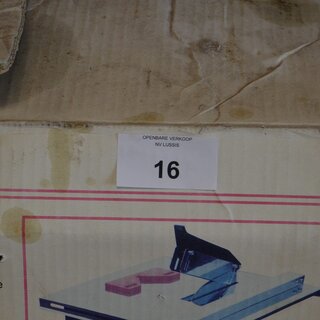 OPENBARE VERKOOP
NV LUSSIS
16